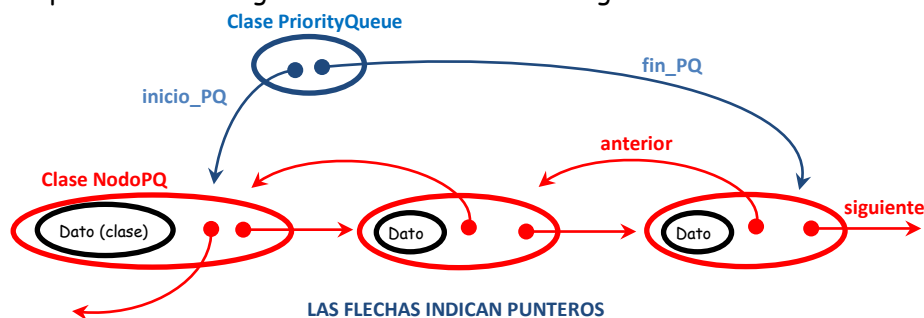 Clase PriorityQueue
fin_PQ
inicio_PQ
anterior
Clase NodoPQ
siguiente
Dato (clase)
Dato
Dato
LAS FLECHAS INDICAN PUNTEROS